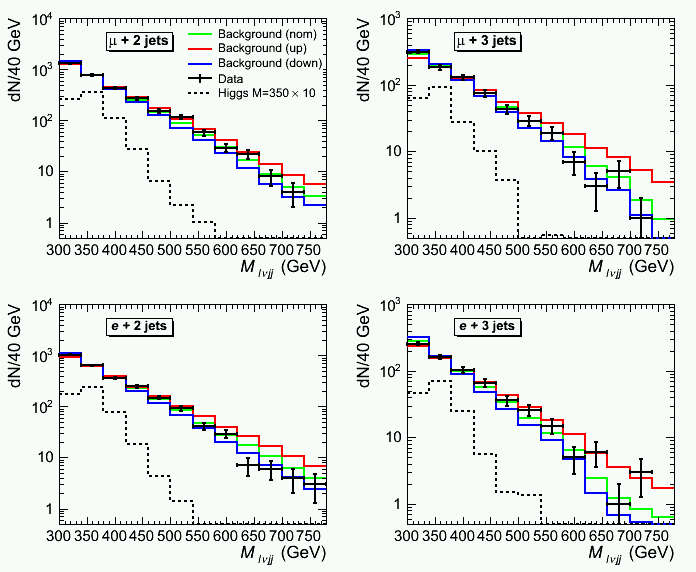 dN/40 GeV
10⁴
10³
10²
10
1
μ + 2 jets
Background (nom)
Background (up)
Background (down)
Data
Higgs M=350 × 10
300 350 400 450 500 550 600 650 700 750
M lνjj (GeV)
dN/40 GeV
10³
10²
10
1
μ + 3 jets
300 350 400 450 500 550 600 650 700 750
M lνjj (GeV)
dN/40 GeV
10⁴
10³
10²
10
1
e + 2 jets
300 350 400 450 500 550 600 650 700 750
M lνjj (GeV)
dN/40 GeV
10³
10²
10
1
e + 3 jets
300 350 400 450 500 550 600 650 700 750
M lνjj (GeV)